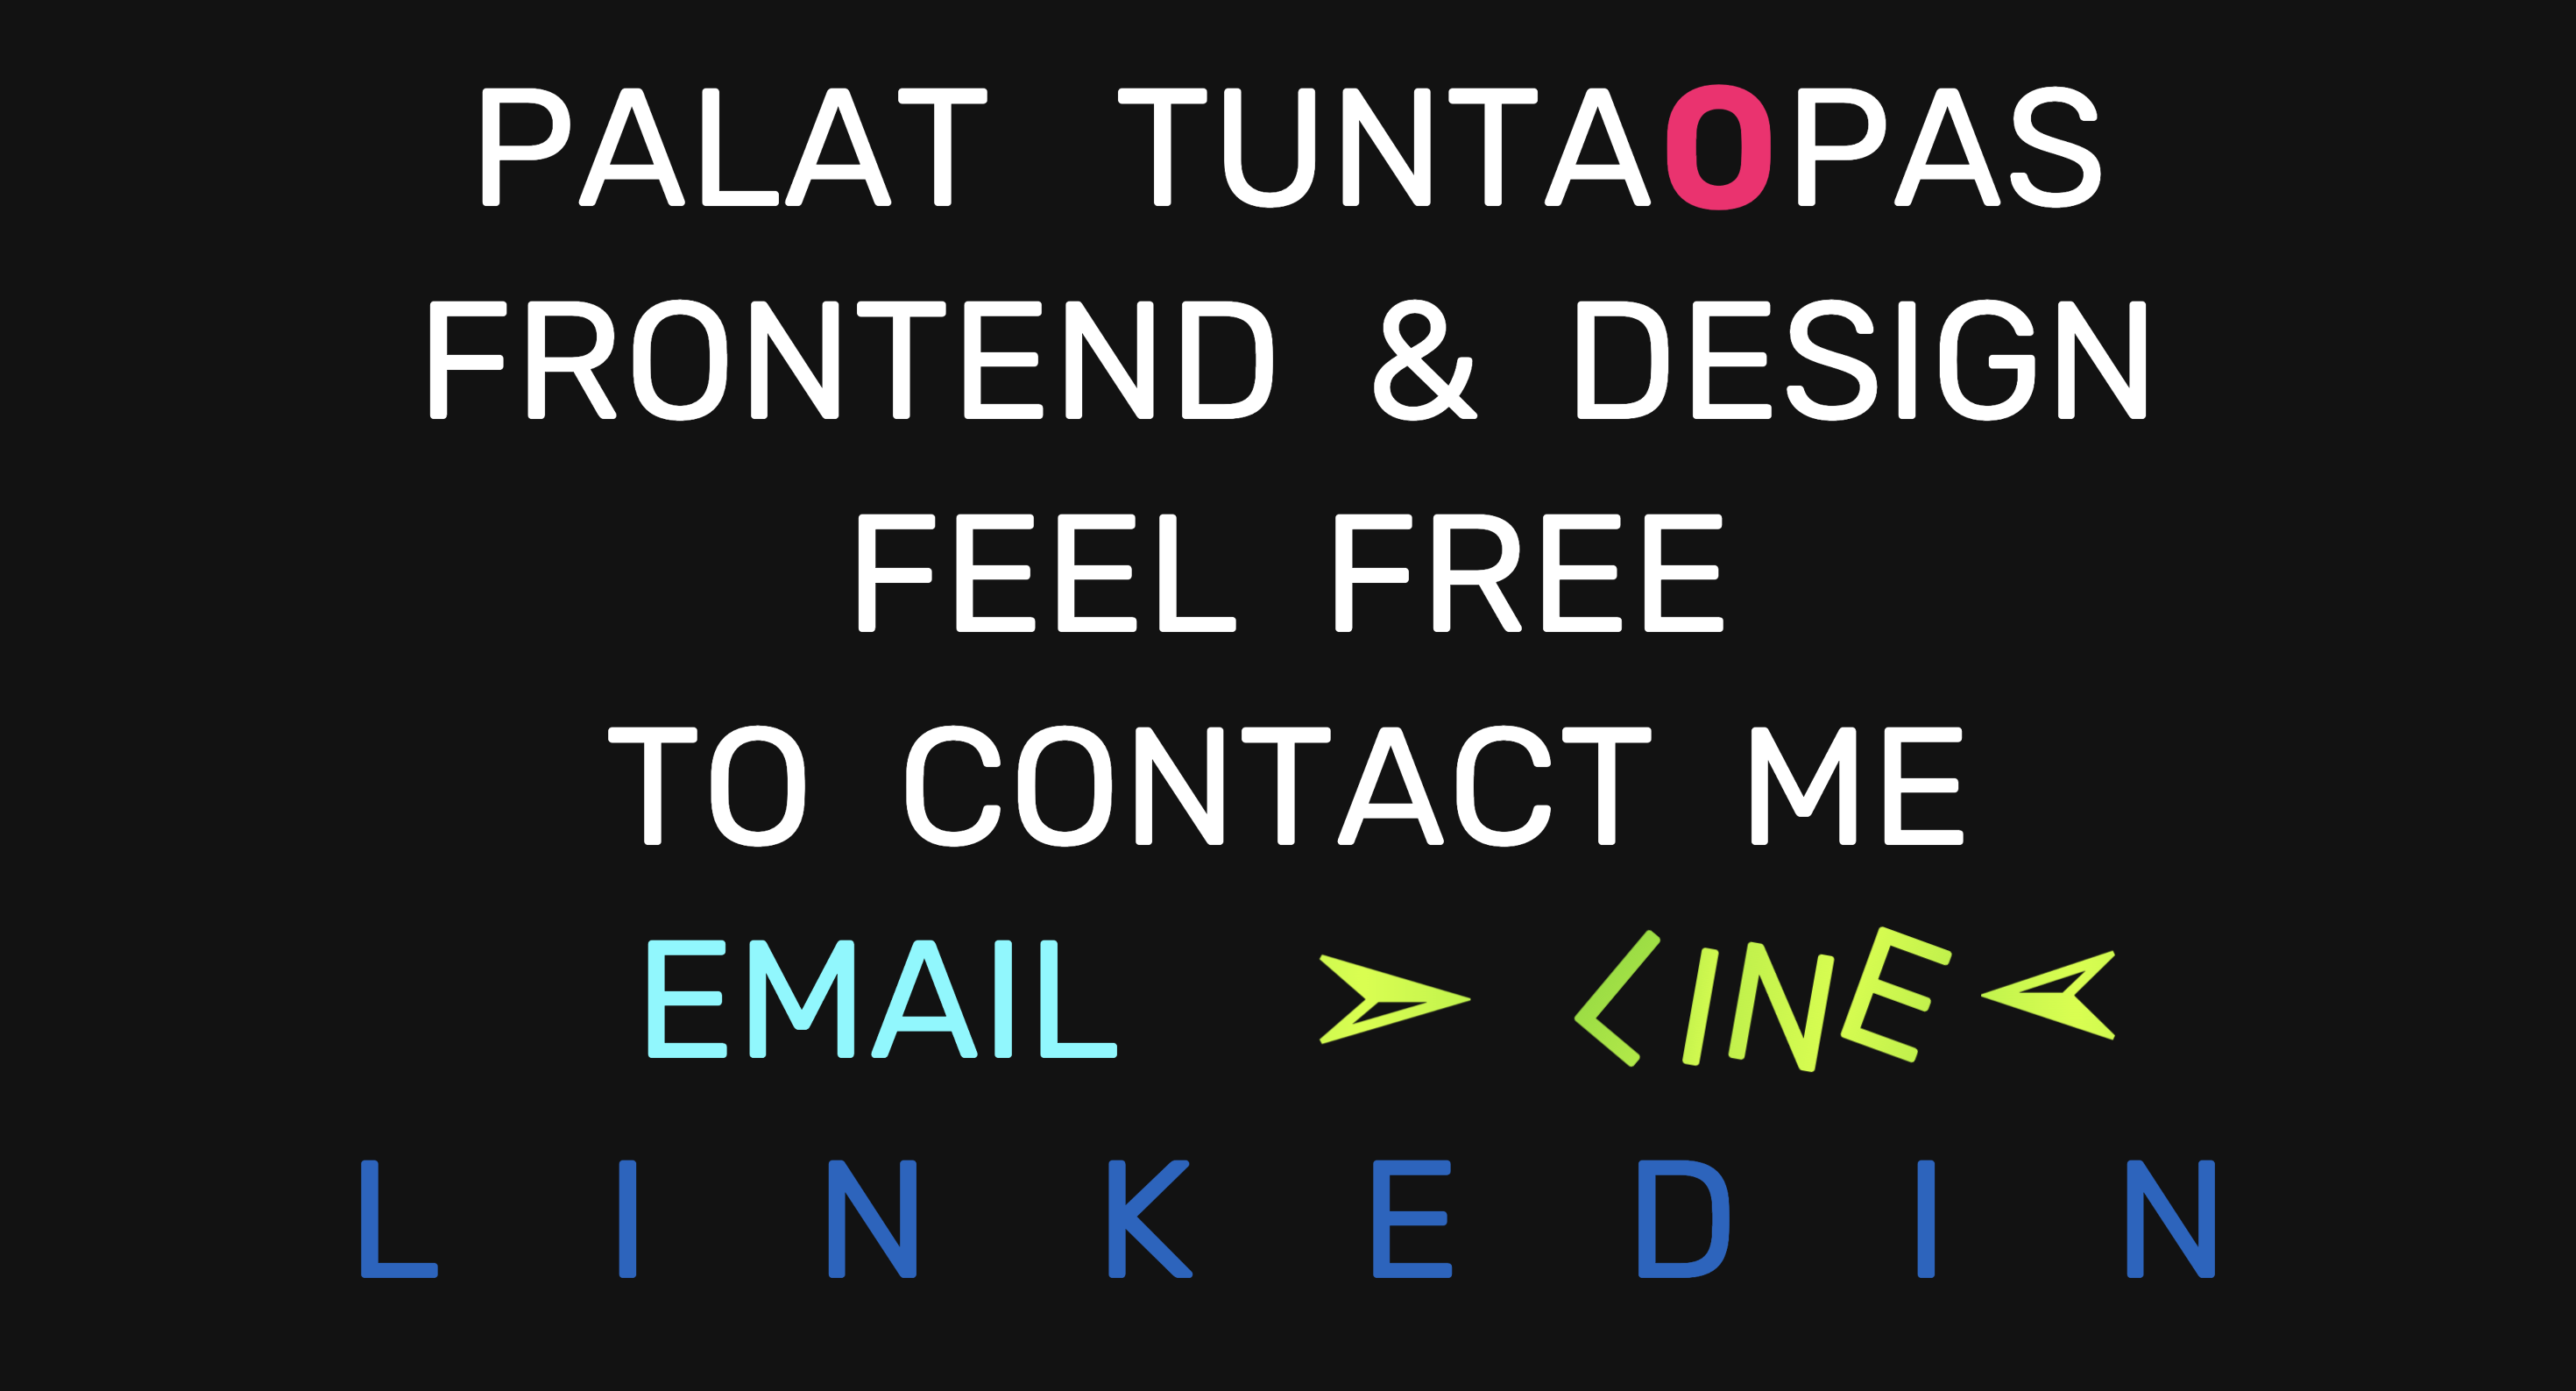 PALAT TUNTAOPAS
FRONTEND & DESIGN
FEEL FREE
TO CONTACT ME
EMAIL LINE
LINKEDIN